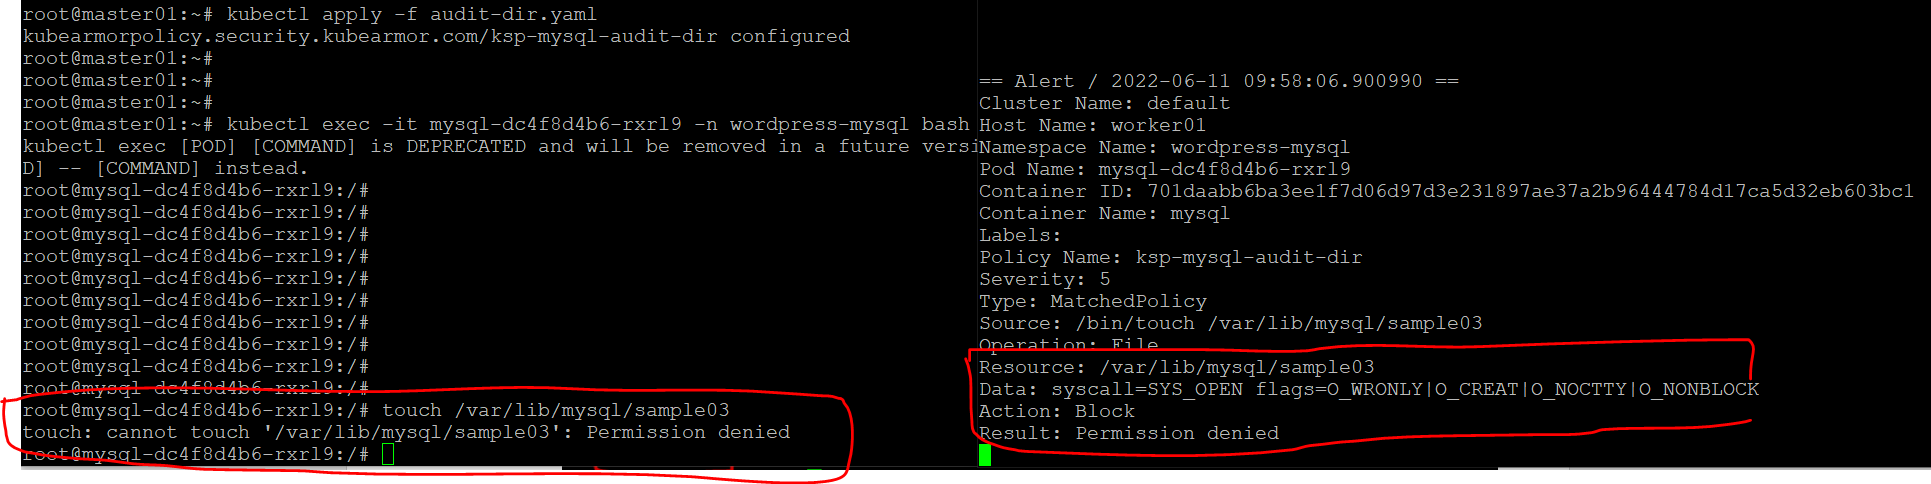 root@master01:~# kubectl apply -f audit-dir.yaml
kubearmorpolicy.security.kubearmor.com/ksp-mysql-audit-dir configured
root@master01:~#
root@master01:~#
root@master01:~#
root@master01:~# kubectl exec -it mysql-dc4f8d4b6-rxrl9 -n wordpress-mysql bash
kubectl exec [POD] [COMMAND] is DEPRECATED and will be removed in a future versi
D] -- [COMMAND] instead.
root@mysql-dc4f8d4b6-rxrl9:/#
root@mysql-dc4f8d4b6-rxrl9:/#
root@mysql-dc4f8d4b6-rxrl9:/#
root@mysql-dc4f8d4b6-rxrl9:/#
root@mysql-dc4f8d4b6-rxrl9:/#
root@mysql-dc4f8d4b6-rxrl9:/#
root@mysql-dc4f8d4b6-rxrl9:/#
root@mysql-dc4f8d4b6-rxrl9:/#
root@mysql-dc4f8d4b6-rxrl9:/#
root@mysql-dc4f8d4b6-rxrl9:/#
root@mysql-dc4f8d4b6-rxrl9:/# touch /var/lib/mysql/sample03
touch: cannot touch '/var/lib/mysql/sample03': Permission denied
root@mysql-dc4f8d4b6-rxrl9:/#
== Alert / 2022-06-11 09:58:06.900990 ==
Cluster Name: default
Host Name: worker01
Namespace Name: wordpress-mysql
Pod Name: mysql-dc4f8d4b6-rxrl9
Container ID: 701daabb6ba3ee1f7d06d97d3e231897ae37a2b96444784d17ca5d32eb603bc1
Container Name: mysql
Labels:
Policy Name: ksp-mysql-audit-dir
Severity: 5
Type: MatchedPolicy
Source: /bin/touch /var/lib/mysql/sample03
Operation: File
Resource: /var/lib/mysql/sample03
Data: syscall=SYS_OPEN flags=O_WRONLY|O_CREAT|O_NOCTTY|O_NONBLOCK
Action: Block
Result: Permission denied